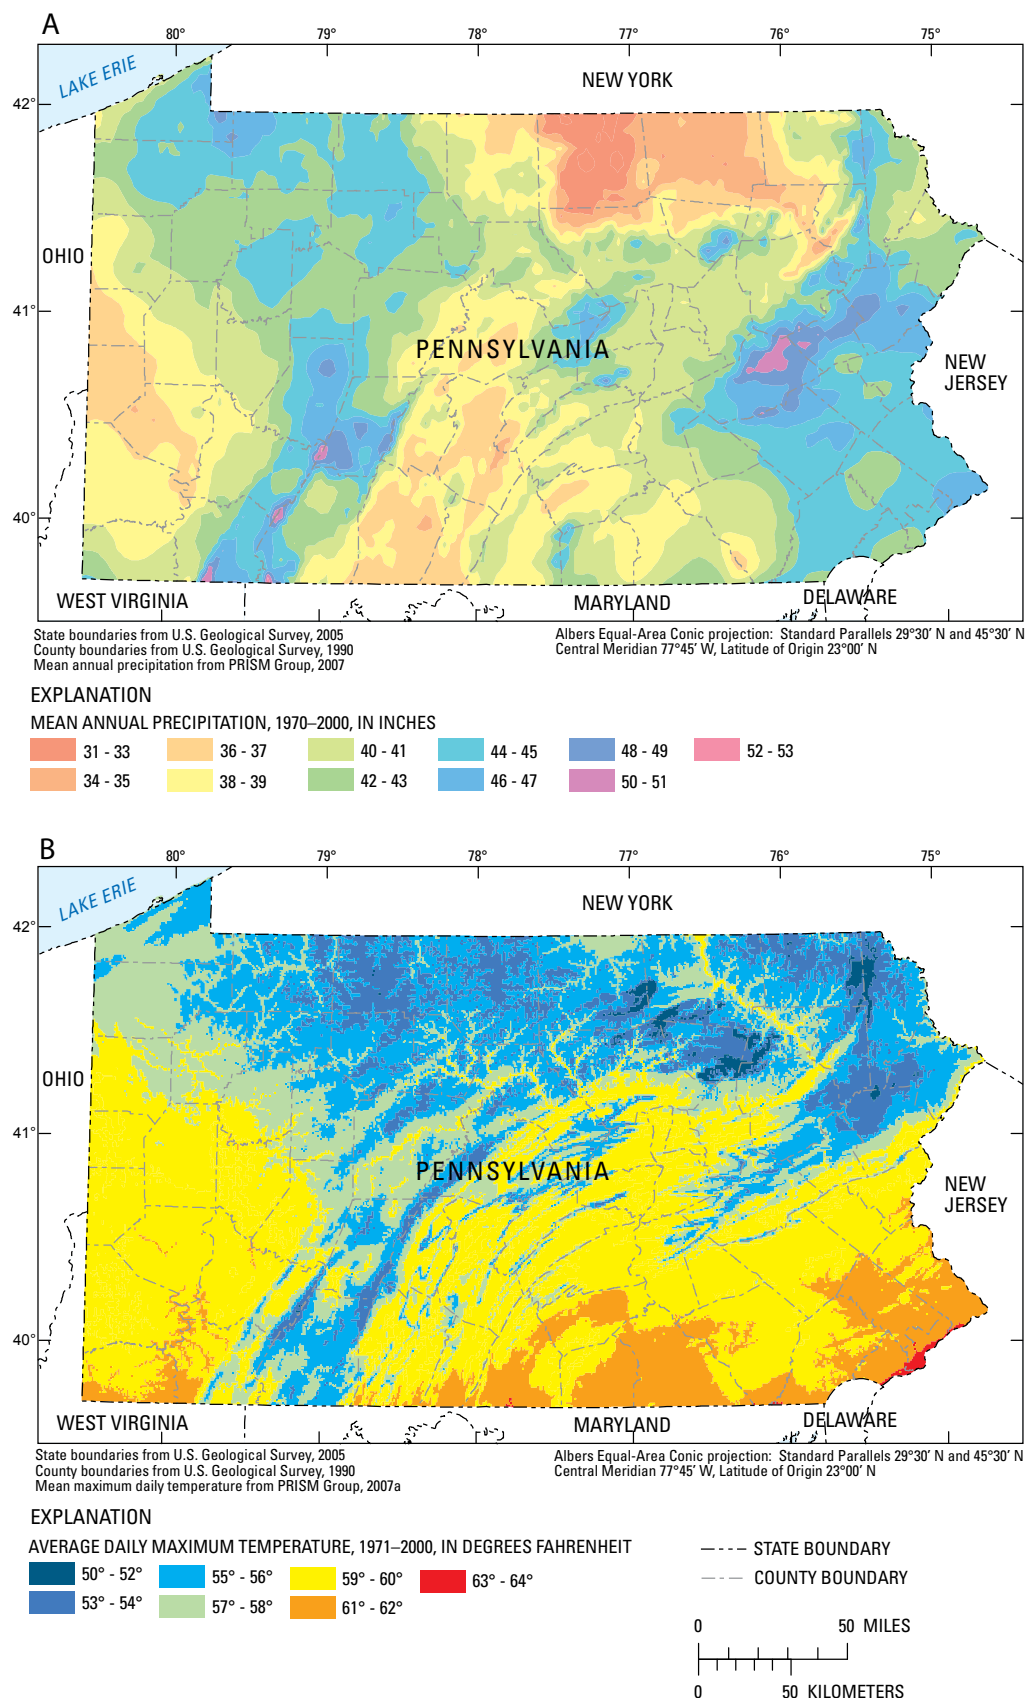 A
80° 79° 78° 77° 76° 75°
LAKE ERIE
NEW YORK
42°
OHIO
41°
PENNSYLVANIA
NEW
JERSEY
40°
WEST VIRGINIA
MARYLAND
DELAWARE
State boundaries from U.S. Geological Survey, 2005
County boundaries from U.S. Geological Survey, 1990
Mean annual precipitation from PRISM Group, 2007
Albers Equal-Area Conic projection: Standard Parallels 29°30′ N and 45°30′ N
Central Meridian 77°45′ W, Latitude of Origin 23°00′ N
EXPLANATION
MEAN ANNUAL PRECIPITATION, 1970–2000, IN INCHES
31 - 33 36 - 37 40 - 41 44 - 45 48 - 49 52 - 53
34 - 35 38 - 39 42 - 43 46 - 47 50 - 51
B
80° 79° 78° 77° 76° 75°
LAKE ERIE
NEW YORK
42°
OHIO
41°
PENNSYLVANIA
NEW
JERSEY
40°
WEST VIRGINIA
MARYLAND
DELAWARE
State boundaries from U.S. Geological Survey, 2005
County boundaries from U.S. Geological Survey, 1990
Mean maximum daily temperature from PRISM Group, 2007a
Albers Equal-Area Conic projection: Standard Parallels 29°30′ N and 45°30′ N
Central Meridian 77°45′ W, Latitude of Origin 23°00′ N
EXPLANATION
AVERAGE DAILY MAXIMUM TEMPERATURE, 1971–2000, IN DEGREES FAHRENHEIT
50° - 52° 55° - 56° 59° - 60° 63° - 64°
53° - 54° 57° - 58° 61° - 62°
STATE BOUNDARY
COUNTY BOUNDARY
0 50 MILES
0 50 KILOMETERS